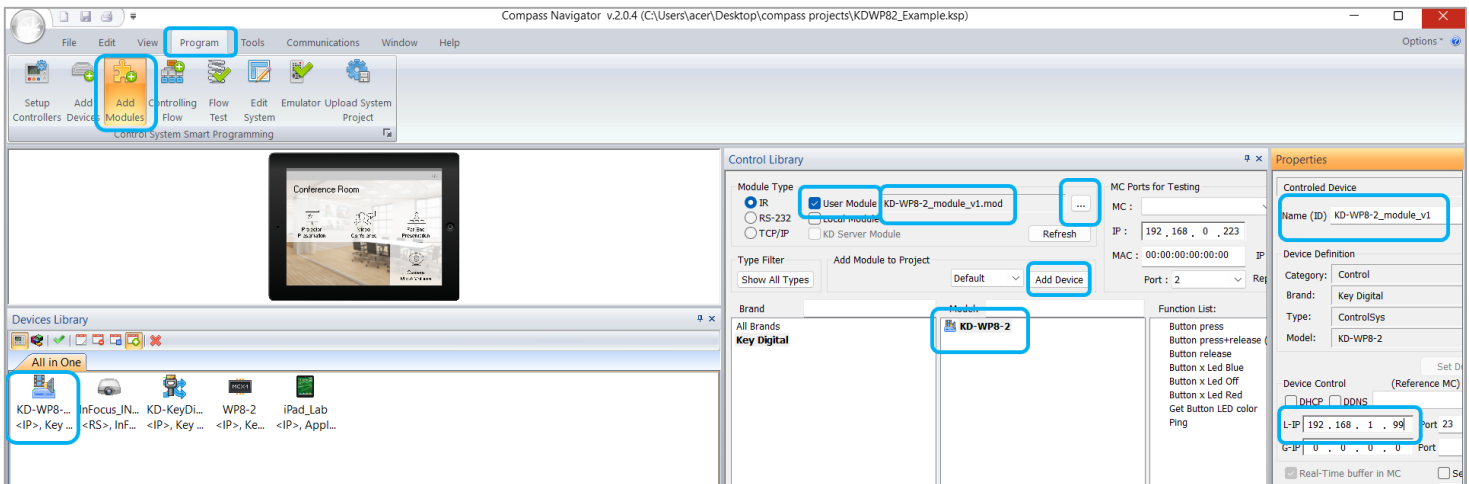 Compass Navigator v.2.0.4 (C:\Users\acer\Desktop\compass projects\KDWP82_Example.ksp)
File Edit View Program Tools Communications Window Help
Options
Setup Controllers
Add Devices
Add Modules
Controlling Flow
Flow Test
Edit System
Emulator
Upload System Project
Control System Smart Programming
Conference Room
Devices Library
All in One
KD-WP8-... <IP>, Key ...
InFocus_IN... <RS>, InF...
KD-KeyDi... <IP>, Key ...
WP8-2 <IP>, Ke...
iPad_Lab <IP>, Appl...
Control Library
Module Type
IR
RS-232
TCP/IP
User Module KD-WP8-2_module_v1.mod ...
Local Module
KD Server Module
Refresh
Type Filter
Show All Types
Add Module to Project
Default
Add Device
MC Ports for Testing
MC :
IP : 192 . 168 . 0 . 223
MAC : 00:00:00:00:00:00 IP
Port : 2
Brand
All Brands
Key Digital
Model:
KD-WP8-2
Function List:
Button press
Button press+release (
Button release
Button x Led Blue
Button x Led Off
Button x Led Red
Get Button LED color
Ping
Properties
Controled Device
Name (ID) KD-WP8-2_module_v1
Device Definition
Category: Control
Brand: Key Digital
Type: ControlSys
Model: KD-WP8-2
Device Control (Reference MC)
DHCP DDNS
L-IP 192 . 168 . 1 . 99 Port 23
G-IP 0 . 0 . 0 . 0 Port
Real-Time buffer in MC